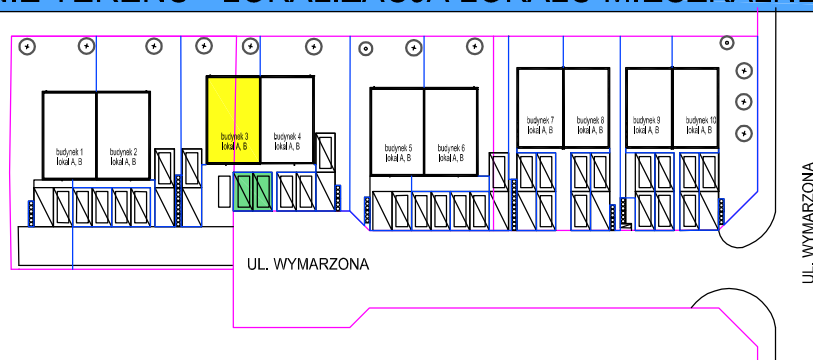 budynek 1
lokal A, B
budynek 2
lokal A, B
budynek 3
lokal A, B
budynek 4
lokal A, B
budynek 5
lokal A, B
budynek 6
lokal A, B
budynek 7
lokal A, B
budynek 8
lokal A, B
budynek 9
lokal A, B
budynek 10
lokal A, B
UL. WYMARZONA
UL. WYMARZONA